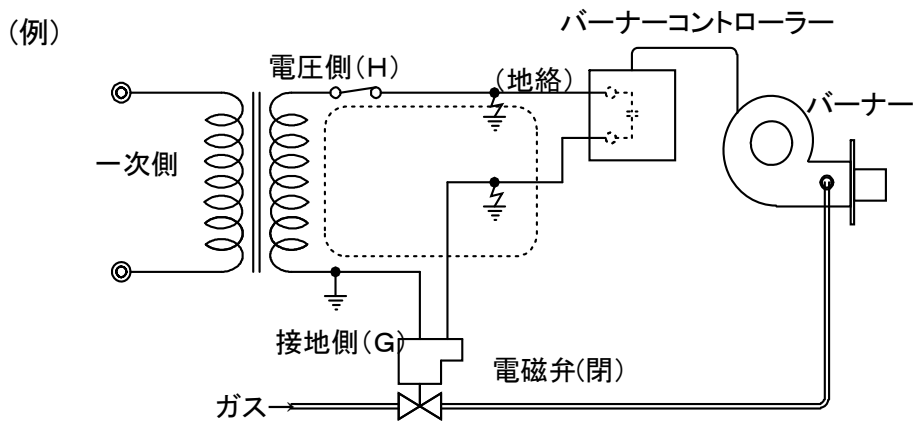 (例)
バーナーコントローラー
電圧側(H)
(地絡)
バーナー
一次側
接地側(G)
電磁弁(閉)
ガス